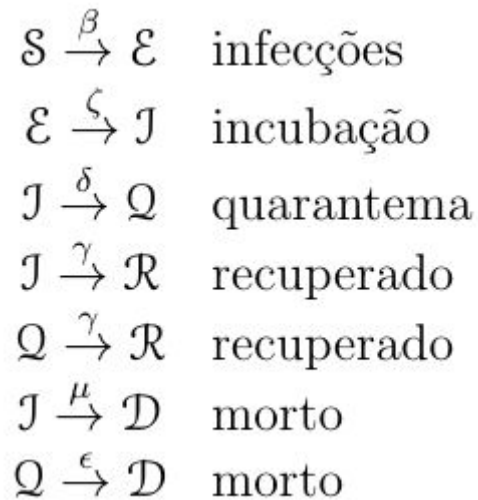 S β→ E infecções
E ζ→ I incubação
I δ→ Q quarantema
I γ→ R recuperado
Q γ→ R recuperado
I μ→ D morto
Q ϵ→ D morto